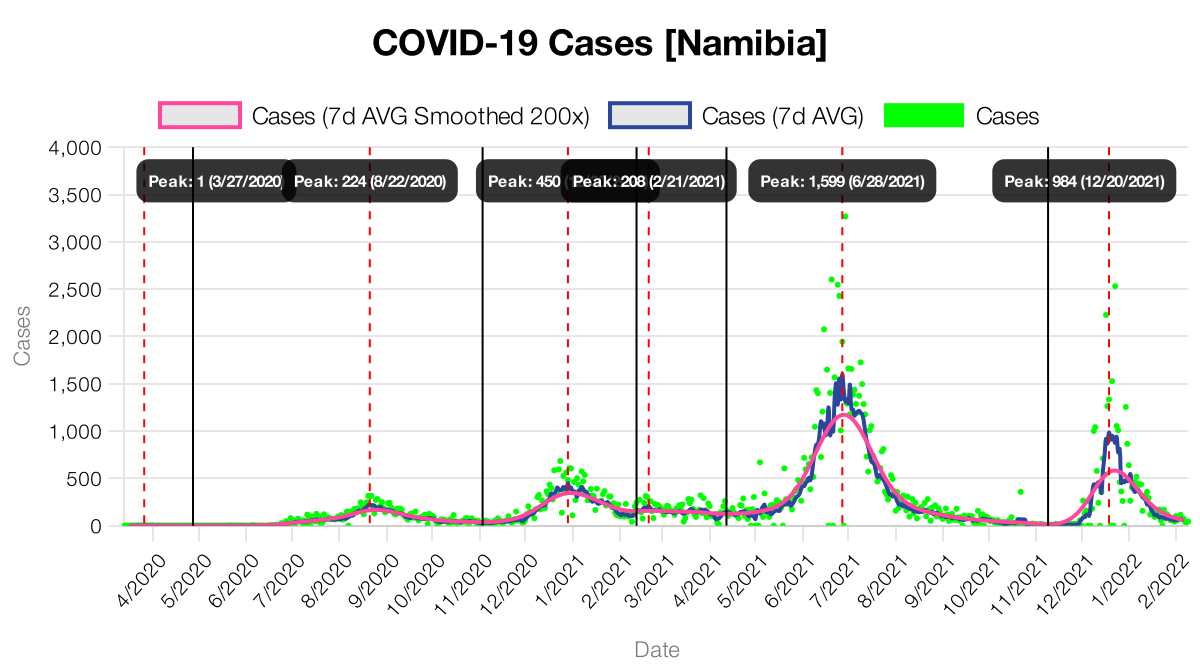 COVID-19 Cases [Namibia]
Cases (7d AVG Smoothed 200x) Cases (7d AVG) Cases
4,000
3,500
3,000
2,500
2,000
1,500
1,000
500
0
Cases
Peak: 1 (3/27/2020) Peak: 224 (8/22/2020) Peak: 450 Peak: 208 (2/21/2021) Peak: 1,599 (6/28/2021) Peak: 984 (12/20/2021)
4/2020 5/2020 6/2020 7/2020 8/2020 9/2020 10/2020 11/2020 12/2020 1/2021 2/2021 3/2021 4/2021 5/2021 6/2021 7/2021 8/2021 9/2021 10/2021 11/2021 12/2021 1/2022 2/2022
Date